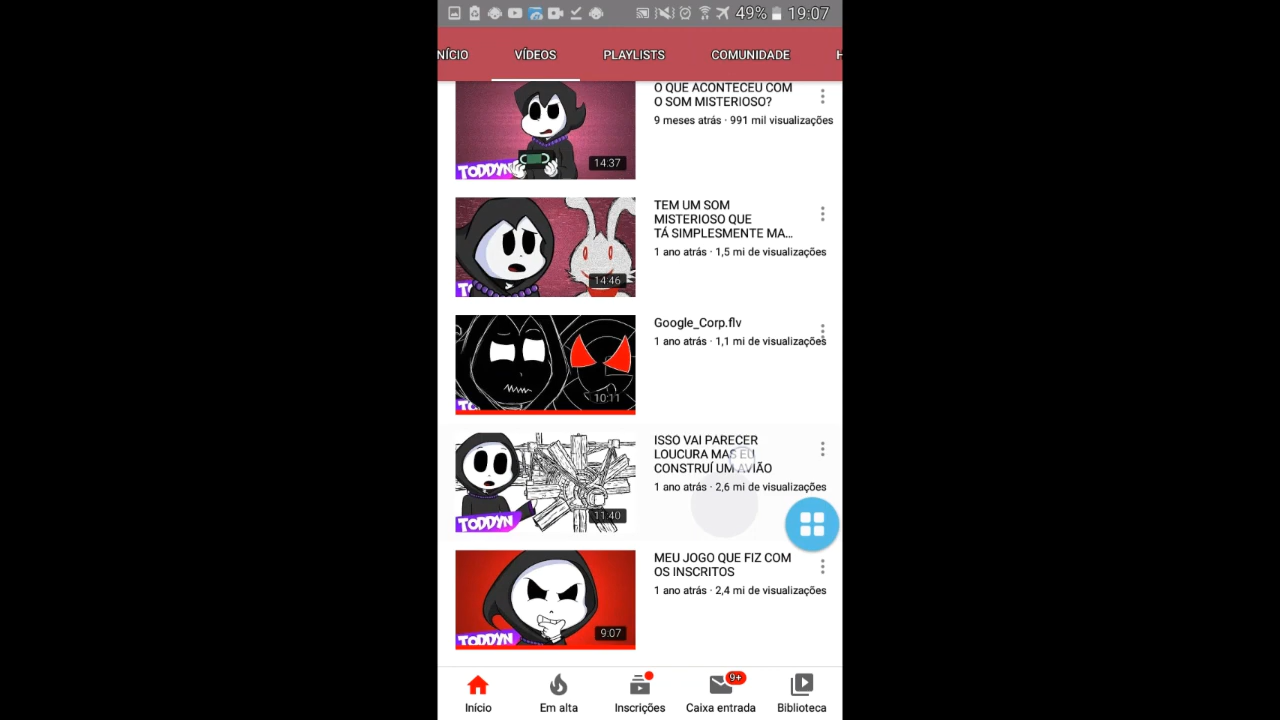 49% 19:07
NÍCIO VÍDEOS PLAYLISTS COMUNIDADE H
O QUE ACONTECEU COM
O SOM MISTERIOSO?
9 meses atrás · 991 mil visualizações
TODDYN
14:37
TEM UM SOM
MISTERIOSO QUE
TÁ SIMPLESMENTE MA...
1 ano atrás · 1,5 mi de visualizações
T
14:46
Google_Corp.flv
1 ano atrás · 1,1 mi de visualizações
T
10:11
ISSO VAI PARECER
LOUCURA MAS EU
CONSTRUÍ UM AVIÃO
1 ano atrás · 2,6 mi de visualizações
TODDYN
11:40
MEU JOGO QUE FIZ COM
OS INSCRITOS
1 ano atrás · 2,4 mi de visualizações
TODDYN
9:07
9+
Início Em alta Inscrições Caixa entrada Biblioteca